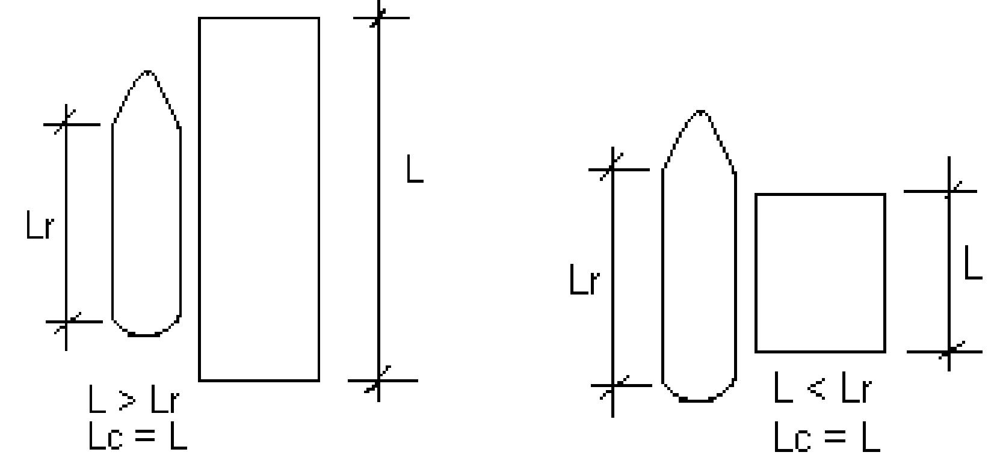 L
Lr
L
Lr
L > Lr
Lc = L
L < Lr
Lc = L